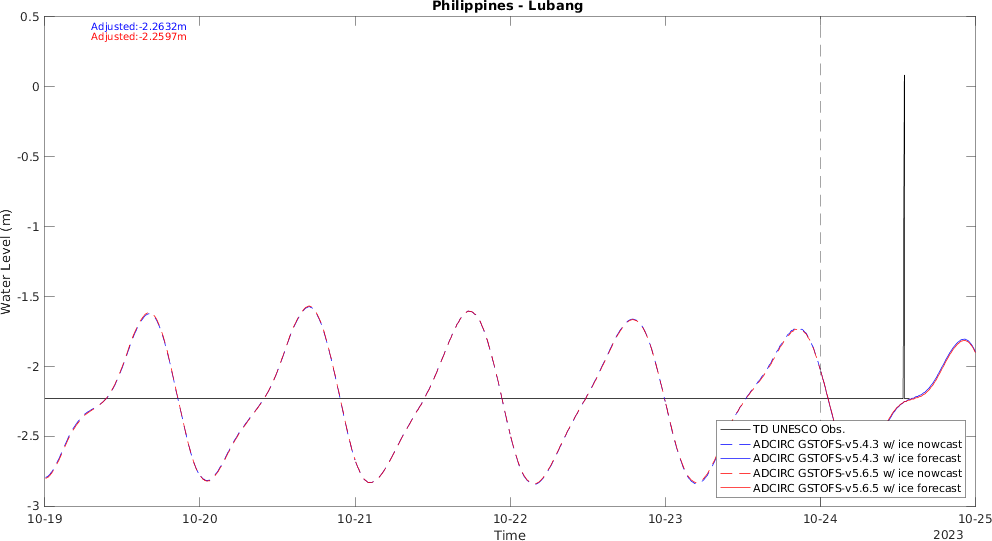 Philippines - Lubang
Adjusted:-2.2632m
Adjusted:-2.2597m
0.5
0
-0.5
-1
-1.5
-2
-2.5
-3
Water Level (m)
10-19
10-20
10-21
10-22
10-23
10-24
10-25
Time
2023
TD UNESCO Obs.
ADCIRC GSTOFS-v5.4.3 w/ ice nowcast
ADCIRC GSTOFS-v5.4.3 w/ ice forecast
ADCIRC GSTOFS-v5.6.5 w/ ice nowcast
ADCIRC GSTOFS-v5.6.5 w/ ice forecast